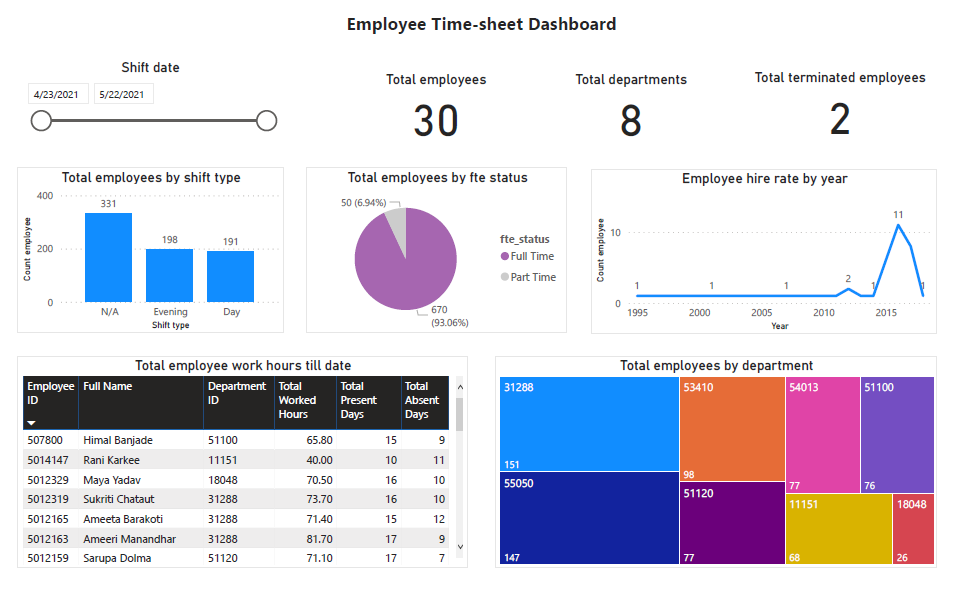 Employee Time-sheet Dashboard
Shift date
4/23/2021 5/22/2021
Total employees
30
Total departments
8
Total terminated employees
2
Total employees by shift type
Count employee
400
200
0
331
198
191
N/A Evening Day
Shift type
Total employees by fte status
50 (6.94%)
670
(93.06%)
fte_status
Full Time
Part Time
Employee hire rate by year
Count employee
10
0
1 1 1 2 1 11 1
1995 2000 2005 2010 2015
Year
Total employee work hours till date
Employee ID Full Name Department ID Total Worked Hours Total Present Days Total Absent Days
507800 Himal Banjade 51100 65.80 15 9
5014147 Rani Karkee 11151 40.00 10 11
5012329 Maya Yadav 18048 70.50 16 10
5012319 Sukriti Chataut 31288 73.70 16 10
5012165 Ameeta Barakoti 31288 71.40 15 12
5012163 Ameeri Manandhar 31288 81.70 17 9
5012159 Sarupa Dolma 51120 71.10 17 7
Total employees by department
31288
151
55050
147
53410
98
51120
77
54013
77
51100
76
11151
68
18048
26